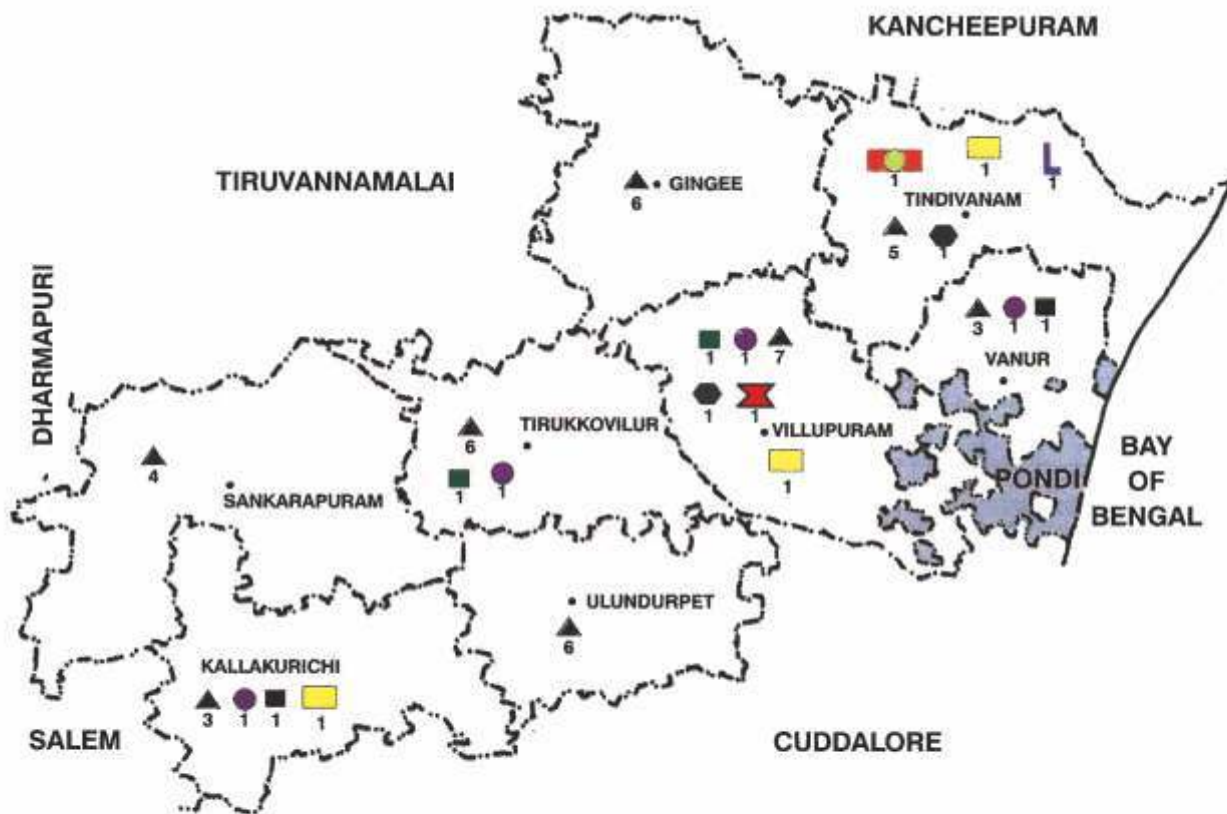 KANCHEEPURAM
TIRUVANNAMALAI
DHARMAPURI
GINGEE
6
1
1
L
1
TINDIVANAM
5
1
3
1
1
VANUR
1
1
7
1
1
VILLUPURAM
1
TIRUKKOVILUR
6
1
1
4
SANKARAPURAM
PONDI
BAY
OF
BENGAL
ULUNDURPET
6
KALLAKURICHI
3
1
1
1
SALEM
CUDDALORE